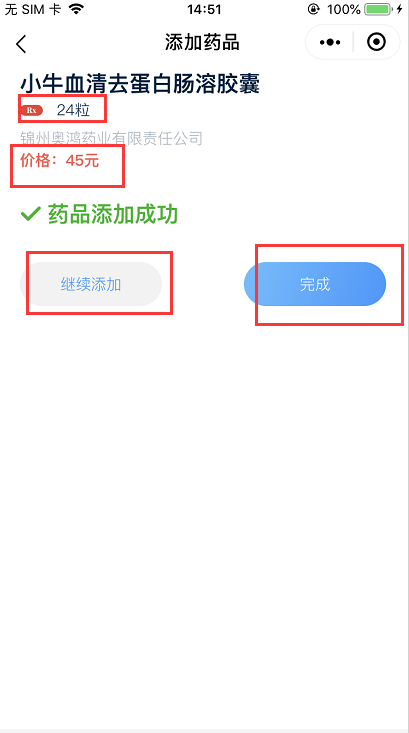 无 SIM 卡 14:51 100%
添加药品
小牛血清去蛋白肠溶胶囊
Rx 24粒
锦州奥鸿药业有限责任公司
价格：45元
药品添加成功
继续添加 完成